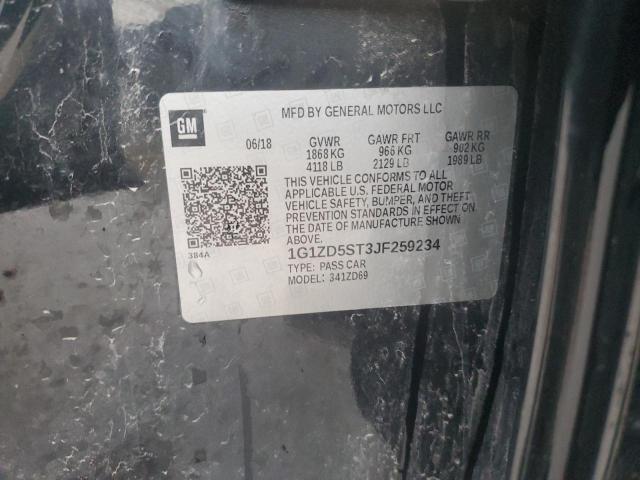 GM
MFD BY GENERAL MOTORS LLC
06/18 GVWR GAWR FRT GAWR RR
1868 KG 966 KG 902 KG
4118 LB 2129 LB 1989 LB
THIS VEHICLE CONFORMS TO ALL
APPLICABLE U.S. FEDERAL MOTOR
VEHICLE SAFETY, BUMPER, AND THEFT
PREVENTION STANDARDS IN EFFECT ON
THE DATE OF MANUFACTURE SHOWN
ABOVE.
384A
1G1ZD5ST3JF259234
TYPE: PASS CAR
MODEL: 341ZD69